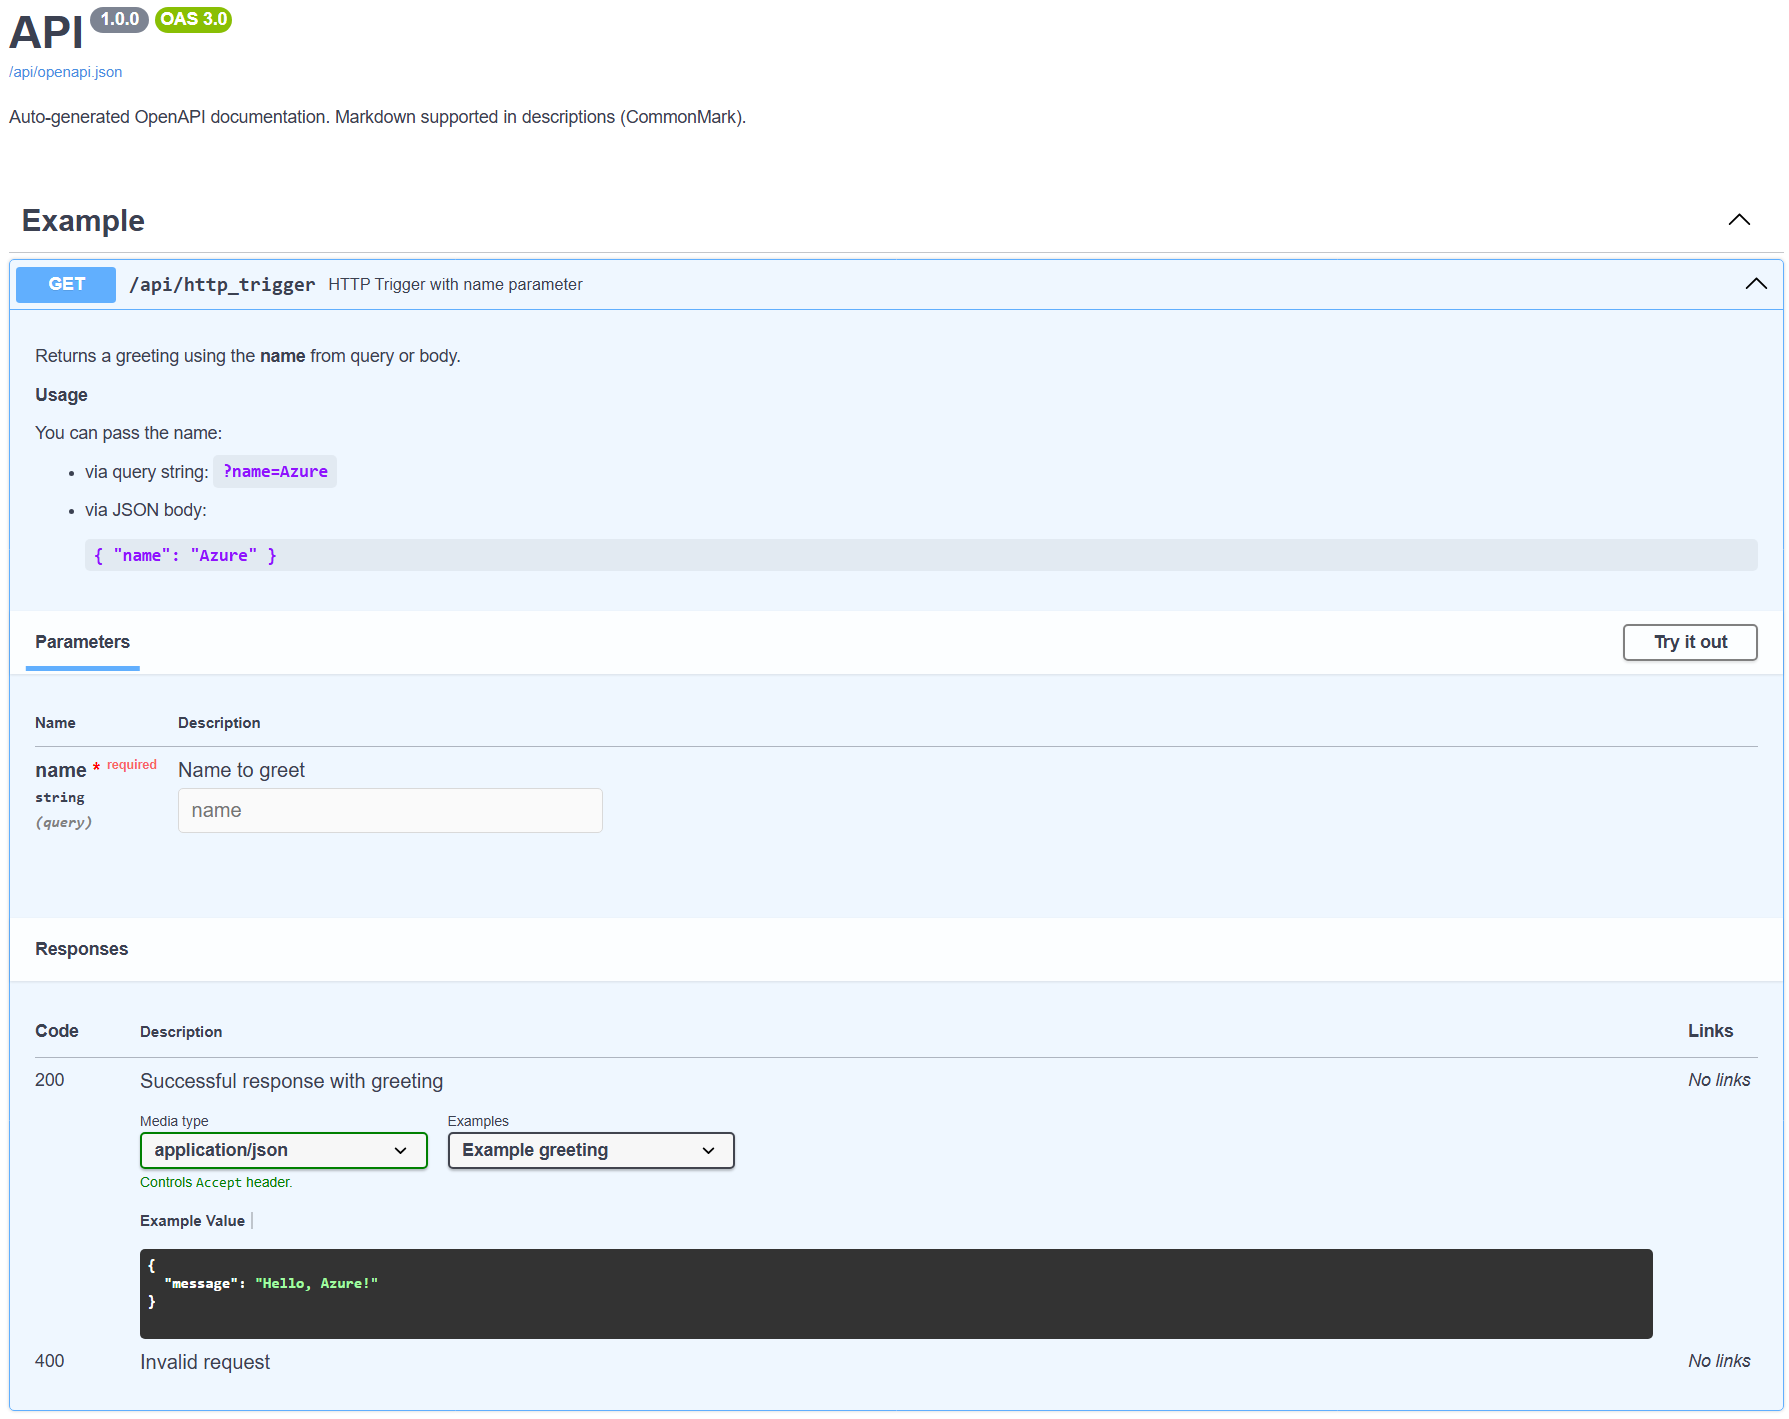 API 1.0.0 OAS 3.0
/api/openapi.json
Auto-generated OpenAPI documentation. Markdown supported in descriptions (CommonMark).
Example
GET /api/http_trigger HTTP Trigger with name parameter
Returns a greeting using the name from query or body.
Usage
You can pass the name:
• via query string: ?name=Azure
• via JSON body:
{ "name": "Azure" }
Parameters Try it out
Name Description
name * required Name to greet
string name
(query)
Responses
Code Description Links
200 Successful response with greeting No links
Media type Examples
application/json Example greeting
Controls Accept header.
Example Value
{
"message": "Hello, Azure!"
}
400 Invalid request No links